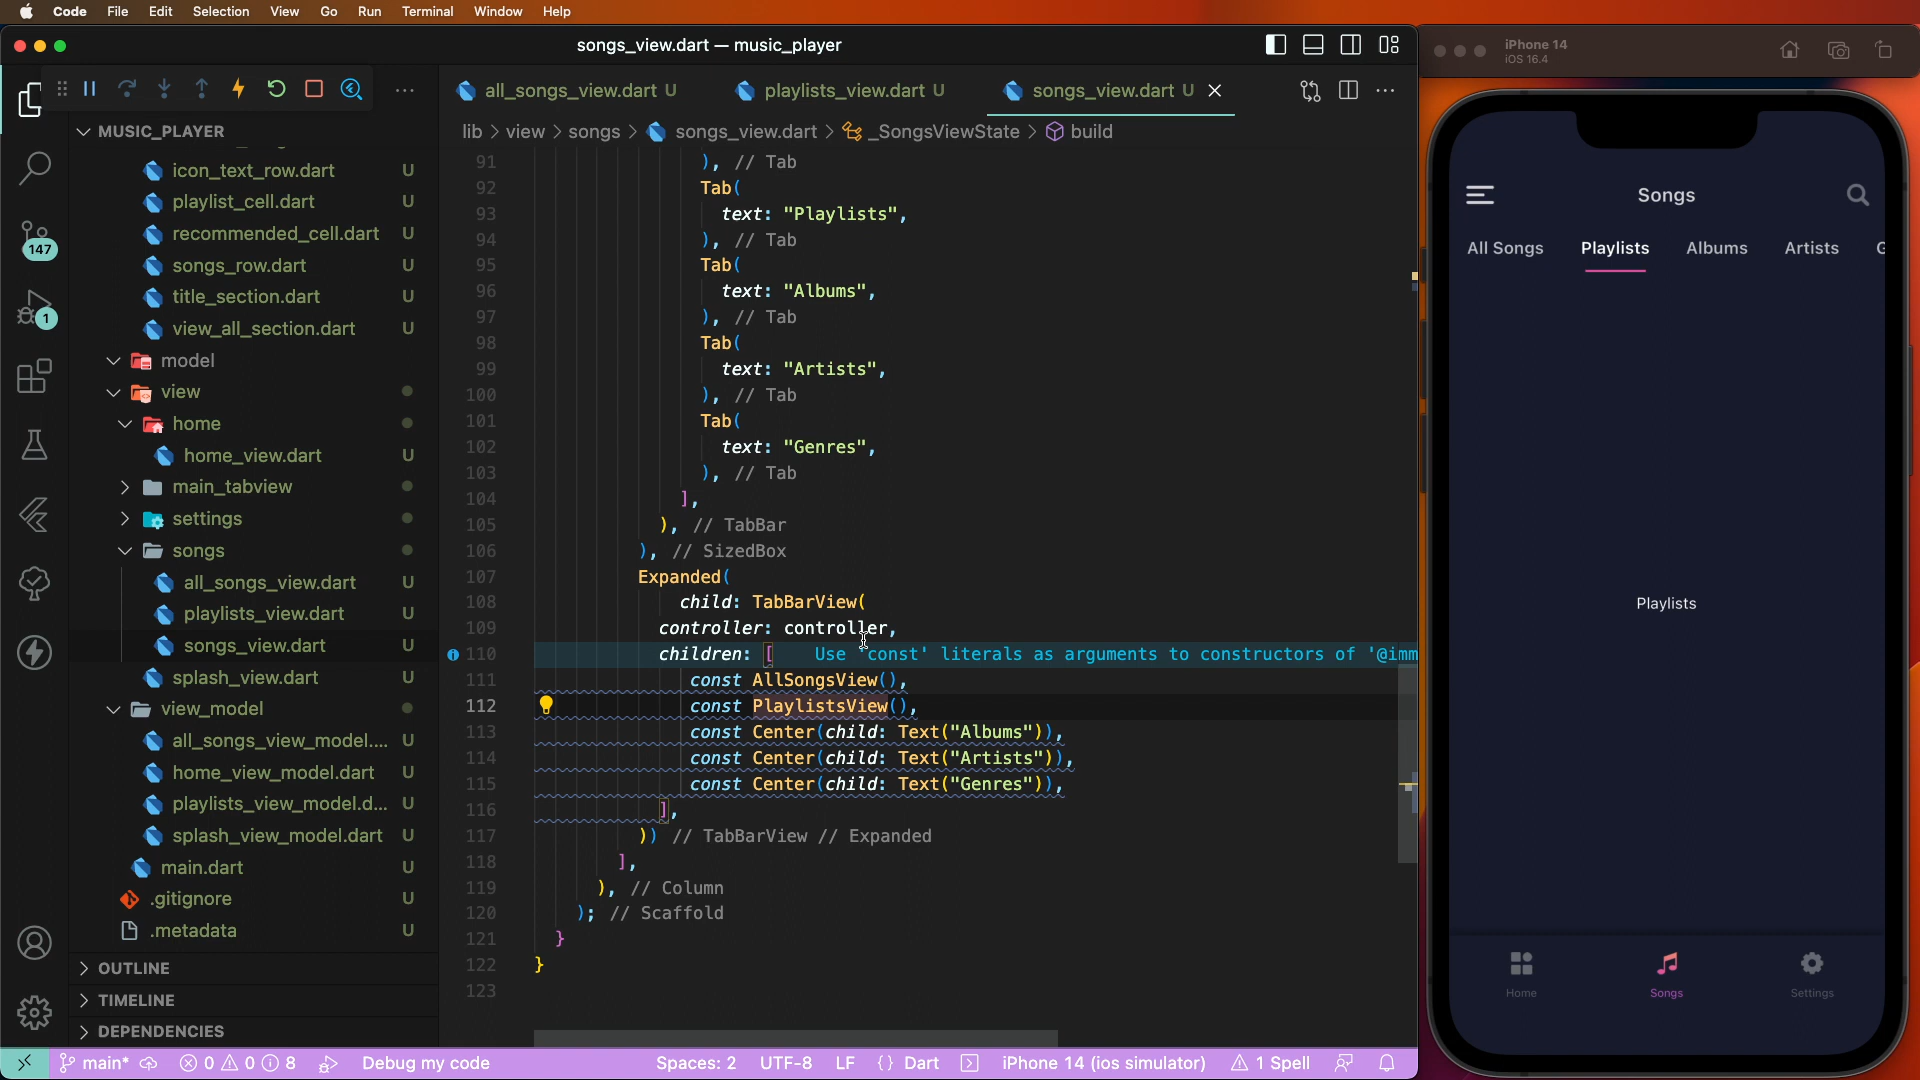 Code File Edit Selection View Go Run Terminal Window Help
songs_view.dart — music_player
iPhone 14
iOS 16.4
all_songs_view.dart U
playlists_view.dart U
songs_view.dart U
MUSIC_PLAYER
lib > view > songs > songs_view.dart > _SongsViewState > build
icon_text_row.dart U
playlist_cell.dart U
recommended_cell.dart U
songs_row.dart U
title_section.dart U
view_all_section.dart U
model
view
home
home_view.dart U
main_tabview
settings
songs
all_songs_view.dart U
playlists_view.dart U
songs_view.dart U
splash_view.dart U
view_model
all_songs_view_model.... U
home_view_model.dart U
playlists_view_model.d... U
splash_view_model.dart U
main.dart U
.gitignore U
.metadata U
OUTLINE
TIMELINE
DEPENDENCIES
147
1
91 ), // Tab
92 Tab(
93 text: "Playlists",
94 ), // Tab
95 Tab(
96 text: "Albums",
97 ), // Tab
98 Tab(
99 text: "Artists",
100 ), // Tab
101 Tab(
102 text: "Genres",
103 ), // Tab
104 ],
105 ), // TabBar
106 ), // SizedBox
107 Expanded(
108 child: TabBarView(
109 controller: controller,
110 children: [ Use 'const' literals as arguments to constructors of '@imm
111 const AllSongsView(),
112 const PlaylistsView(),
113 const Center(child: Text("Albums")),
114 const Center(child: Text("Artists")),
115 const Center(child: Text("Genres")),
116 ],
117 )) // TabBarView // Expanded
118 ],
119 ), // Column
120 ); // Scaffold
121 }
122 }
123
Songs
All Songs Playlists Albums Artists G
Playlists
Home Songs Settings
main* 0 0 8 Debug my code Spaces: 2 UTF-8 LF {} Dart iPhone 14 (ios simulator) 1 Spell